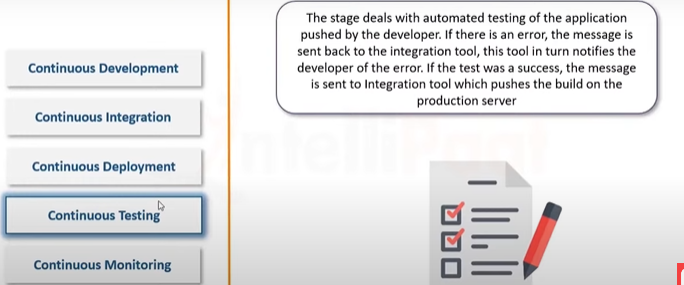 The stage deals with automated testing of the application
pushed by the developer. If there is an error, the message is
sent back to the integration tool, this tool in turn notifies the
developer of the error. If the test was a success, the message
is sent to Integration tool which pushes the build on the
production server
Continuous Development
Continuous Integration
Continuous Deployment
Continuous Testing
Continuous Monitoring
IntelliPaat